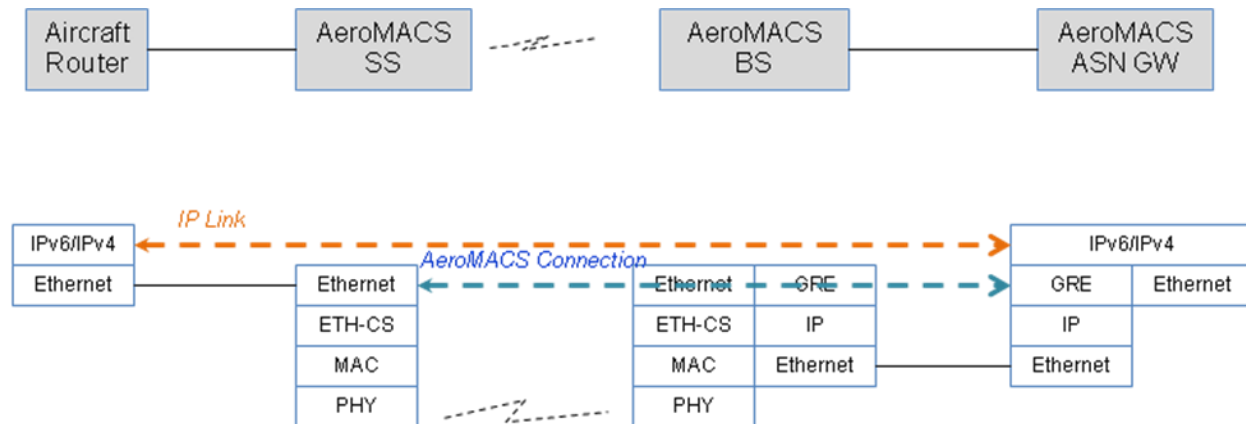 Aircraft
Router
AeroMACS
SS
AeroMACS
BS
AeroMACS
ASN GW
IP Link
IPv6/IPv4
IPv6/IPv4
AeroMACS Connection
Ethernet
Ethernet
Ethernet
GRE
GRE
Ethernet
ETH-CS
ETH-CS
IP
IP
MAC
MAC
Ethernet
Ethernet
PHY
PHY